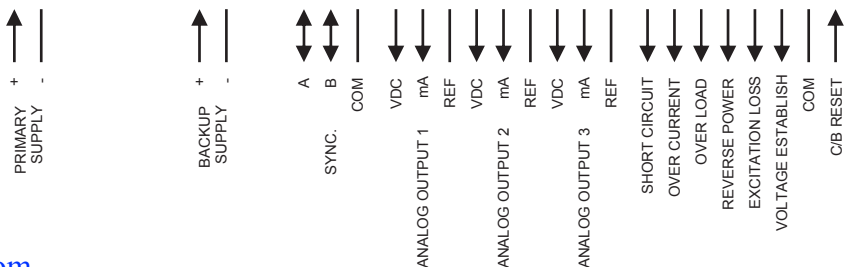 +
-
PRIMARY
SUPPLY
+
-
BACKUP
SUPPLY
A
B
COM
SYNC.
VDC
mA
REF
ANALOG OUTPUT 1
VDC
mA
REF
ANALOG OUTPUT 2
VDC
mA
REF
ANALOG OUTPUT 3
SHORT CIRCUIT
OVER CURRENT
OVER LOAD
REVERSE POWER
EXCITATION LOSS
VOLTAGE ESTABLISH
COM
C/B RESET
om